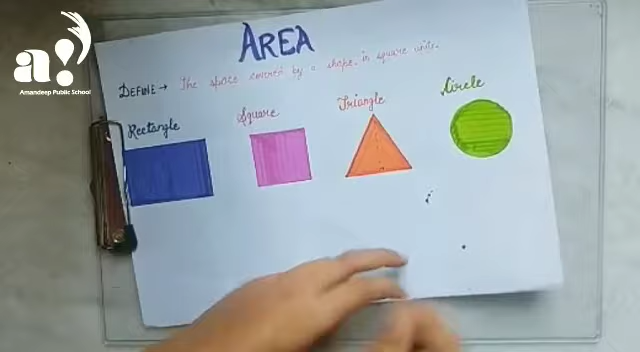 a!
Amandeep Public School
AREA
DEFINE → The space covered by a shape in square units.
Rectangle
Square
Triangle
Circle